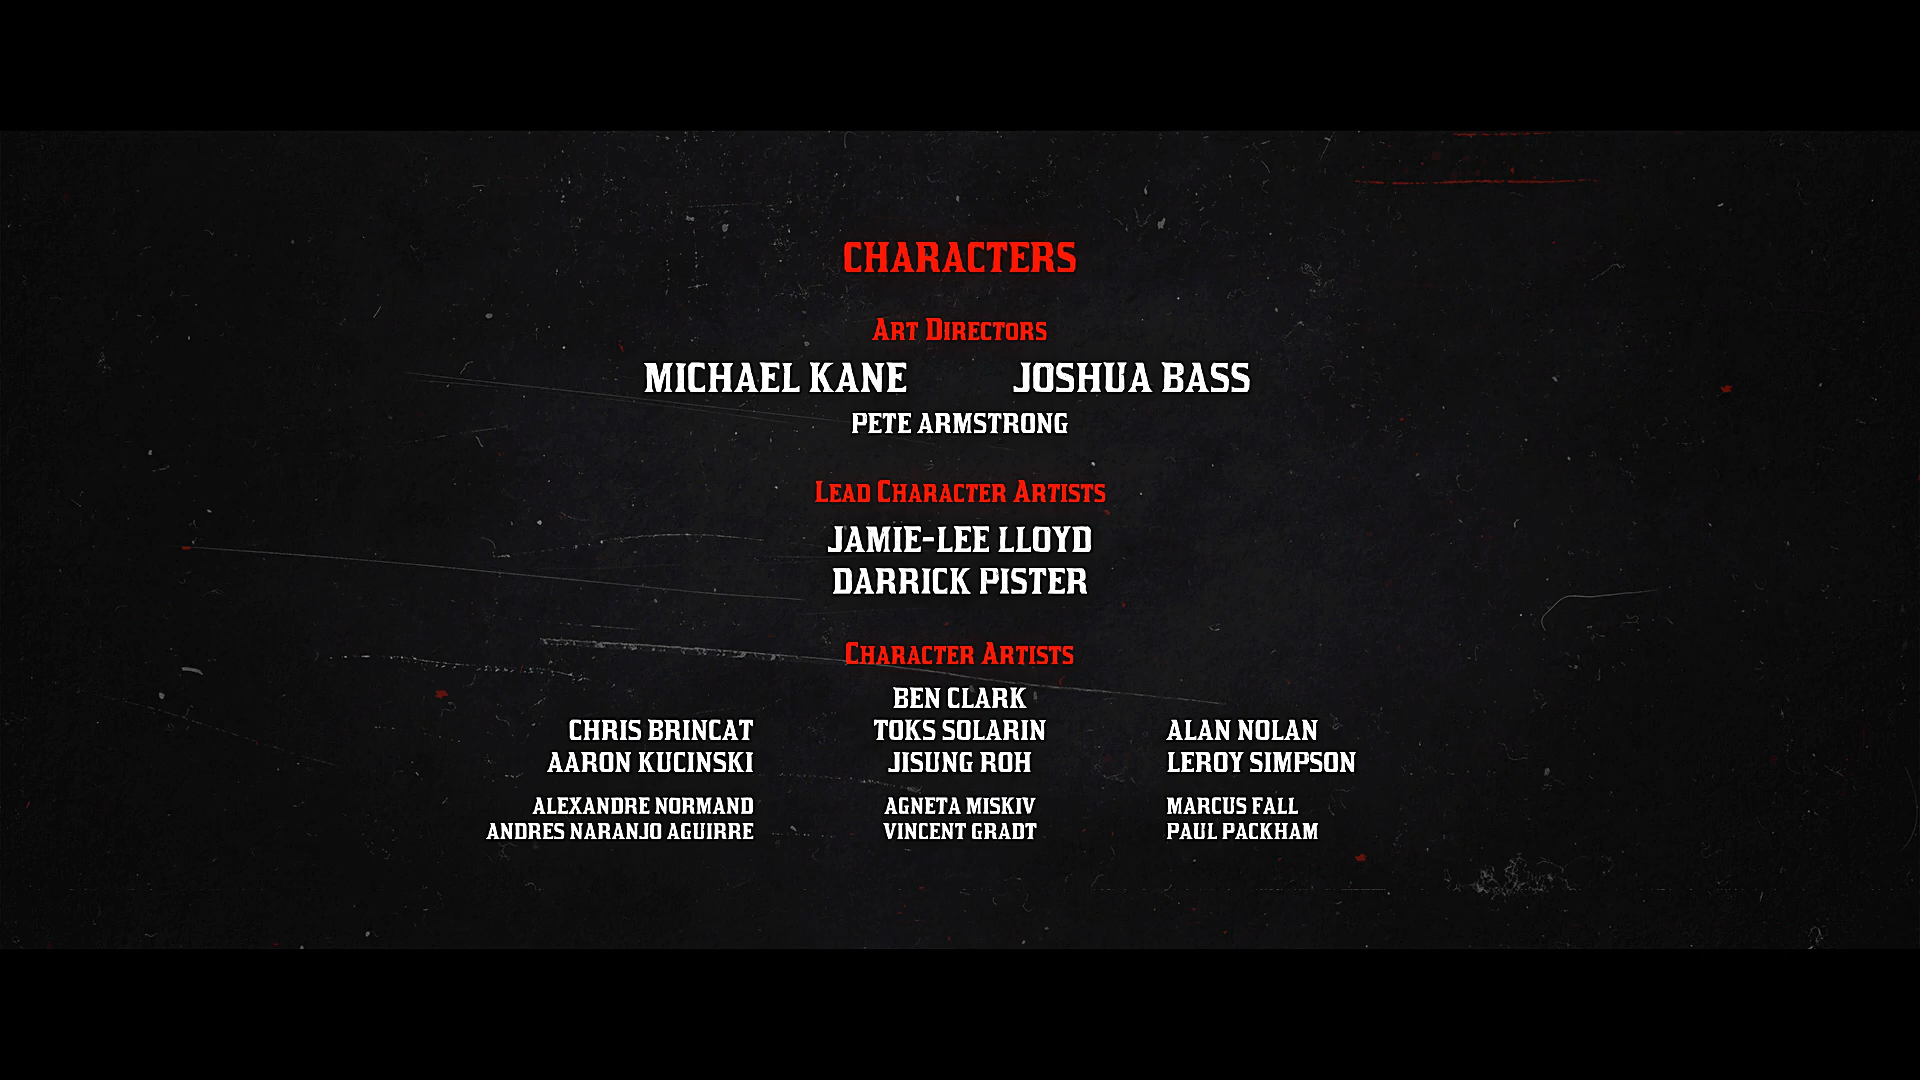 CHARACTERS
ART DIRECTORS
MICHAEL KANE JOSHUA BASS
PETE ARMSTRONG
LEAD CHARACTER ARTISTS
JAMIE-LEE LLOYD
DARRICK PISTER
CHARACTER ARTISTS
BEN CLARK
CHRIS BRINCAT TOKS SOLARIN ALAN NOLAN
AARON KUCINSKI JISUNG ROH LEROY SIMPSON
ALEXANDRE NORMAND AGNETA MISKIV MARCUS FALL
ANDRES NARANJO AGUIRRE VINCENT GRADT PAUL PACKHAM